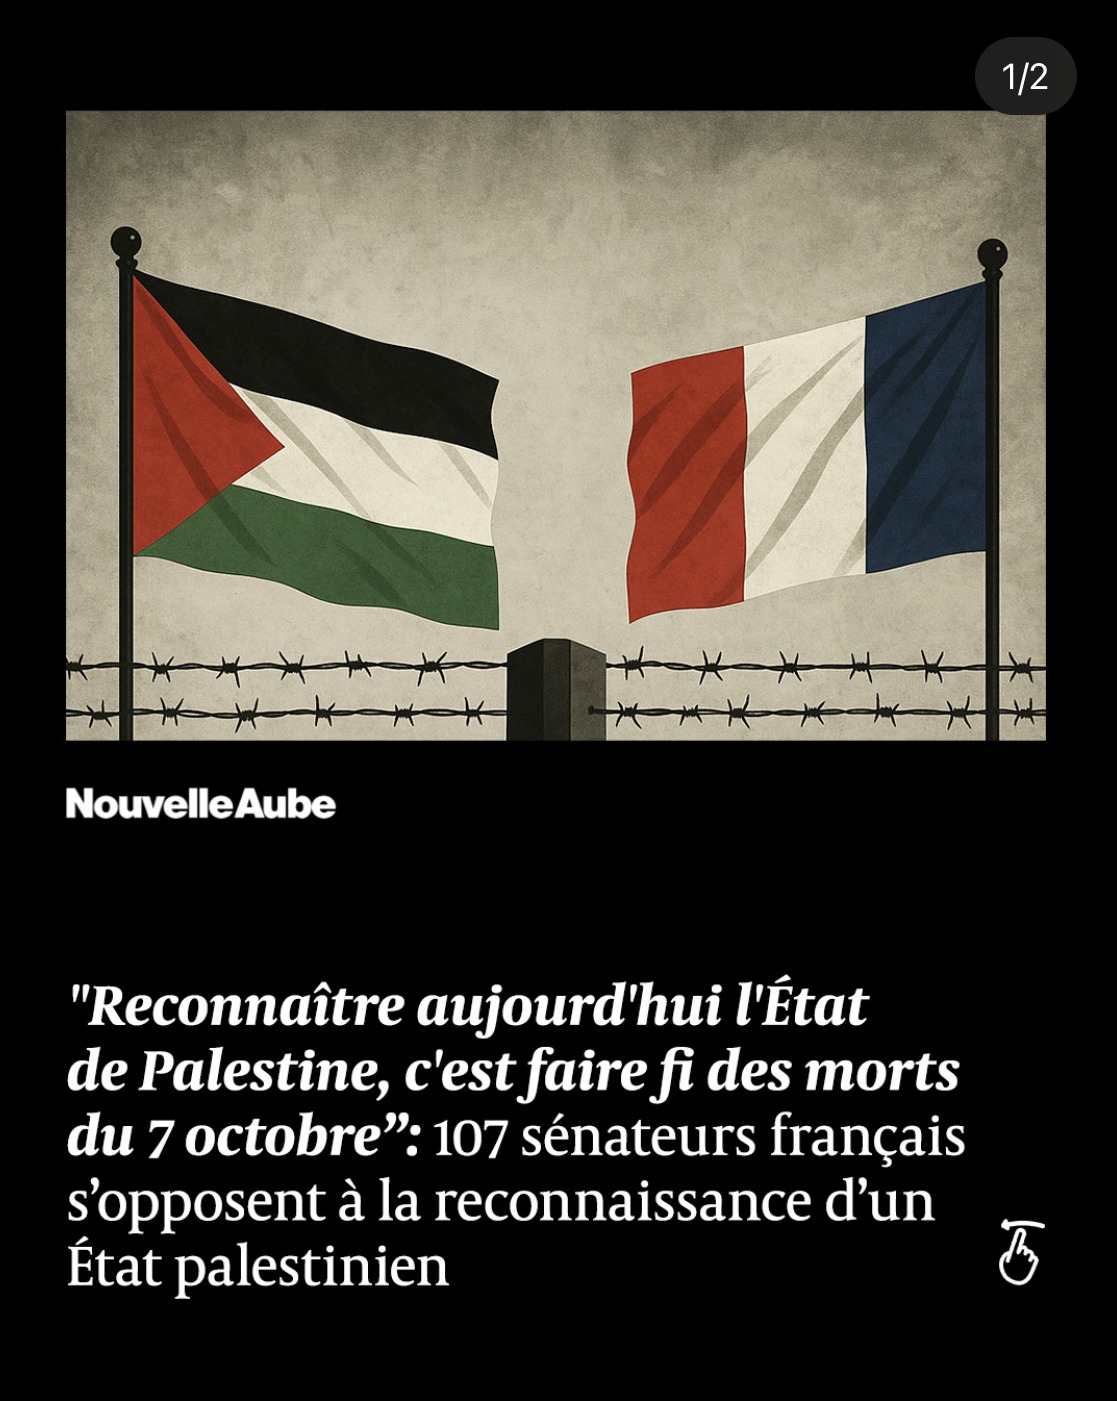 1/2
NouvelleAube
"Reconnaître aujourd'hui l'État
de Palestine, c'est faire fi des morts
du 7 octobre”: 107 sénateurs français
s’opposent à la reconnaissance d’un
État palestinien